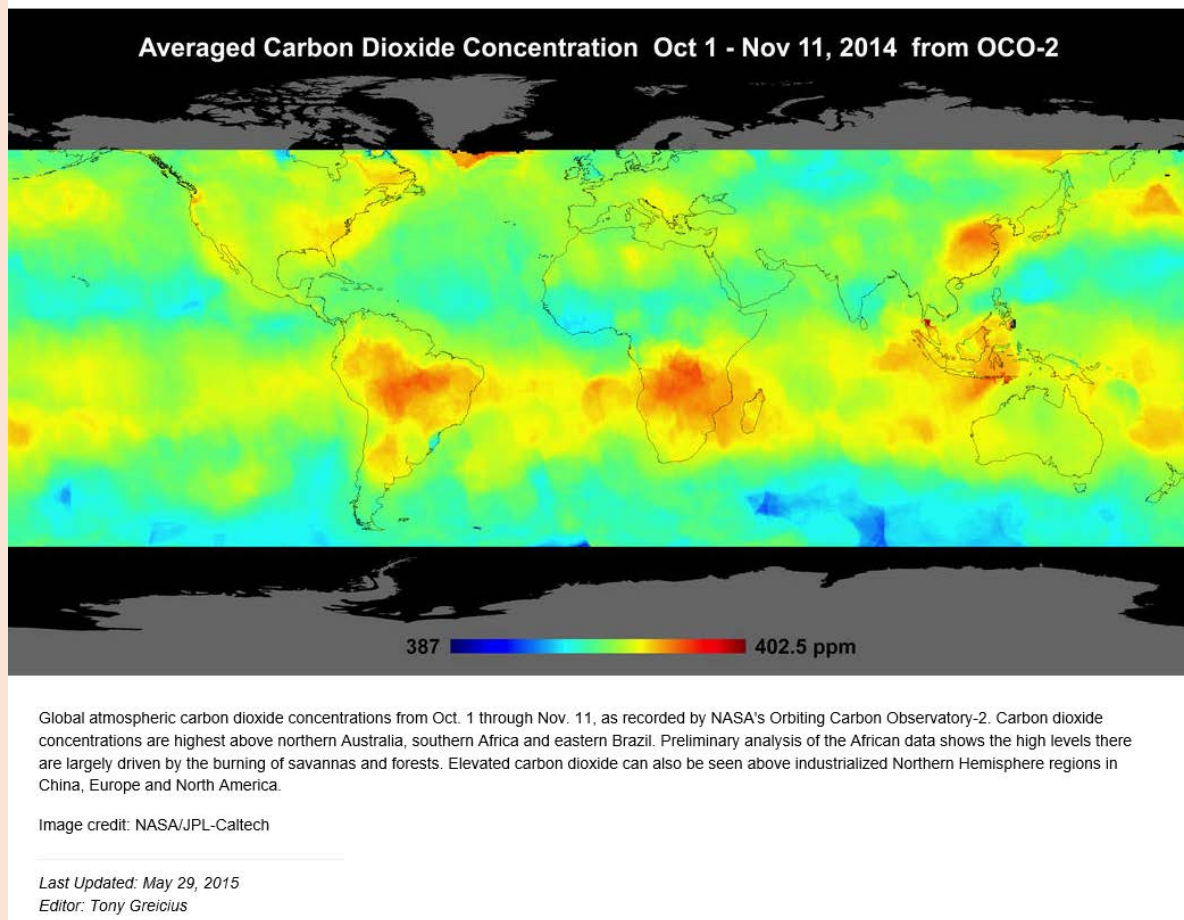 Averaged Carbon Dioxide Concentration Oct 1 - Nov 11, 2014 from OCO-2
387 402.5 ppm
Global atmospheric carbon dioxide concentrations from Oct. 1 through Nov. 11, as recorded by NASA's Orbiting Carbon Observatory-2. Carbon dioxide
concentrations are highest above northern Australia, southern Africa and eastern Brazil. Preliminary analysis of the African data shows the high levels there
are largely driven by the burning of savannas and forests. Elevated carbon dioxide can also be seen above industrialized Northern Hemisphere regions in
China, Europe and North America.
Image credit: NASA/JPL-Caltech
Last Updated: May 29, 2015
Editor: Tony Greicius